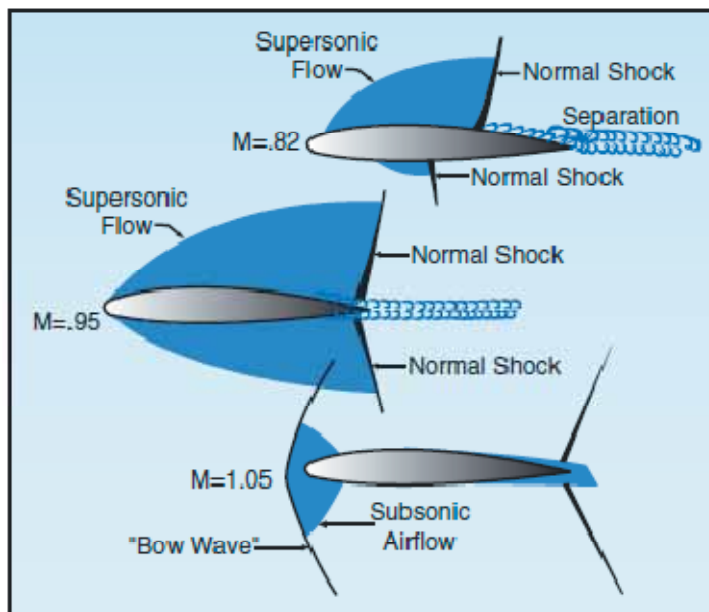 Supersonic
Flow
Normal Shock
Separation
M=.82
Normal Shock
Supersonic
Flow
Normal Shock
M=.95
Normal Shock
M=1.05
Subsonic
Airflow
"Bow Wave"